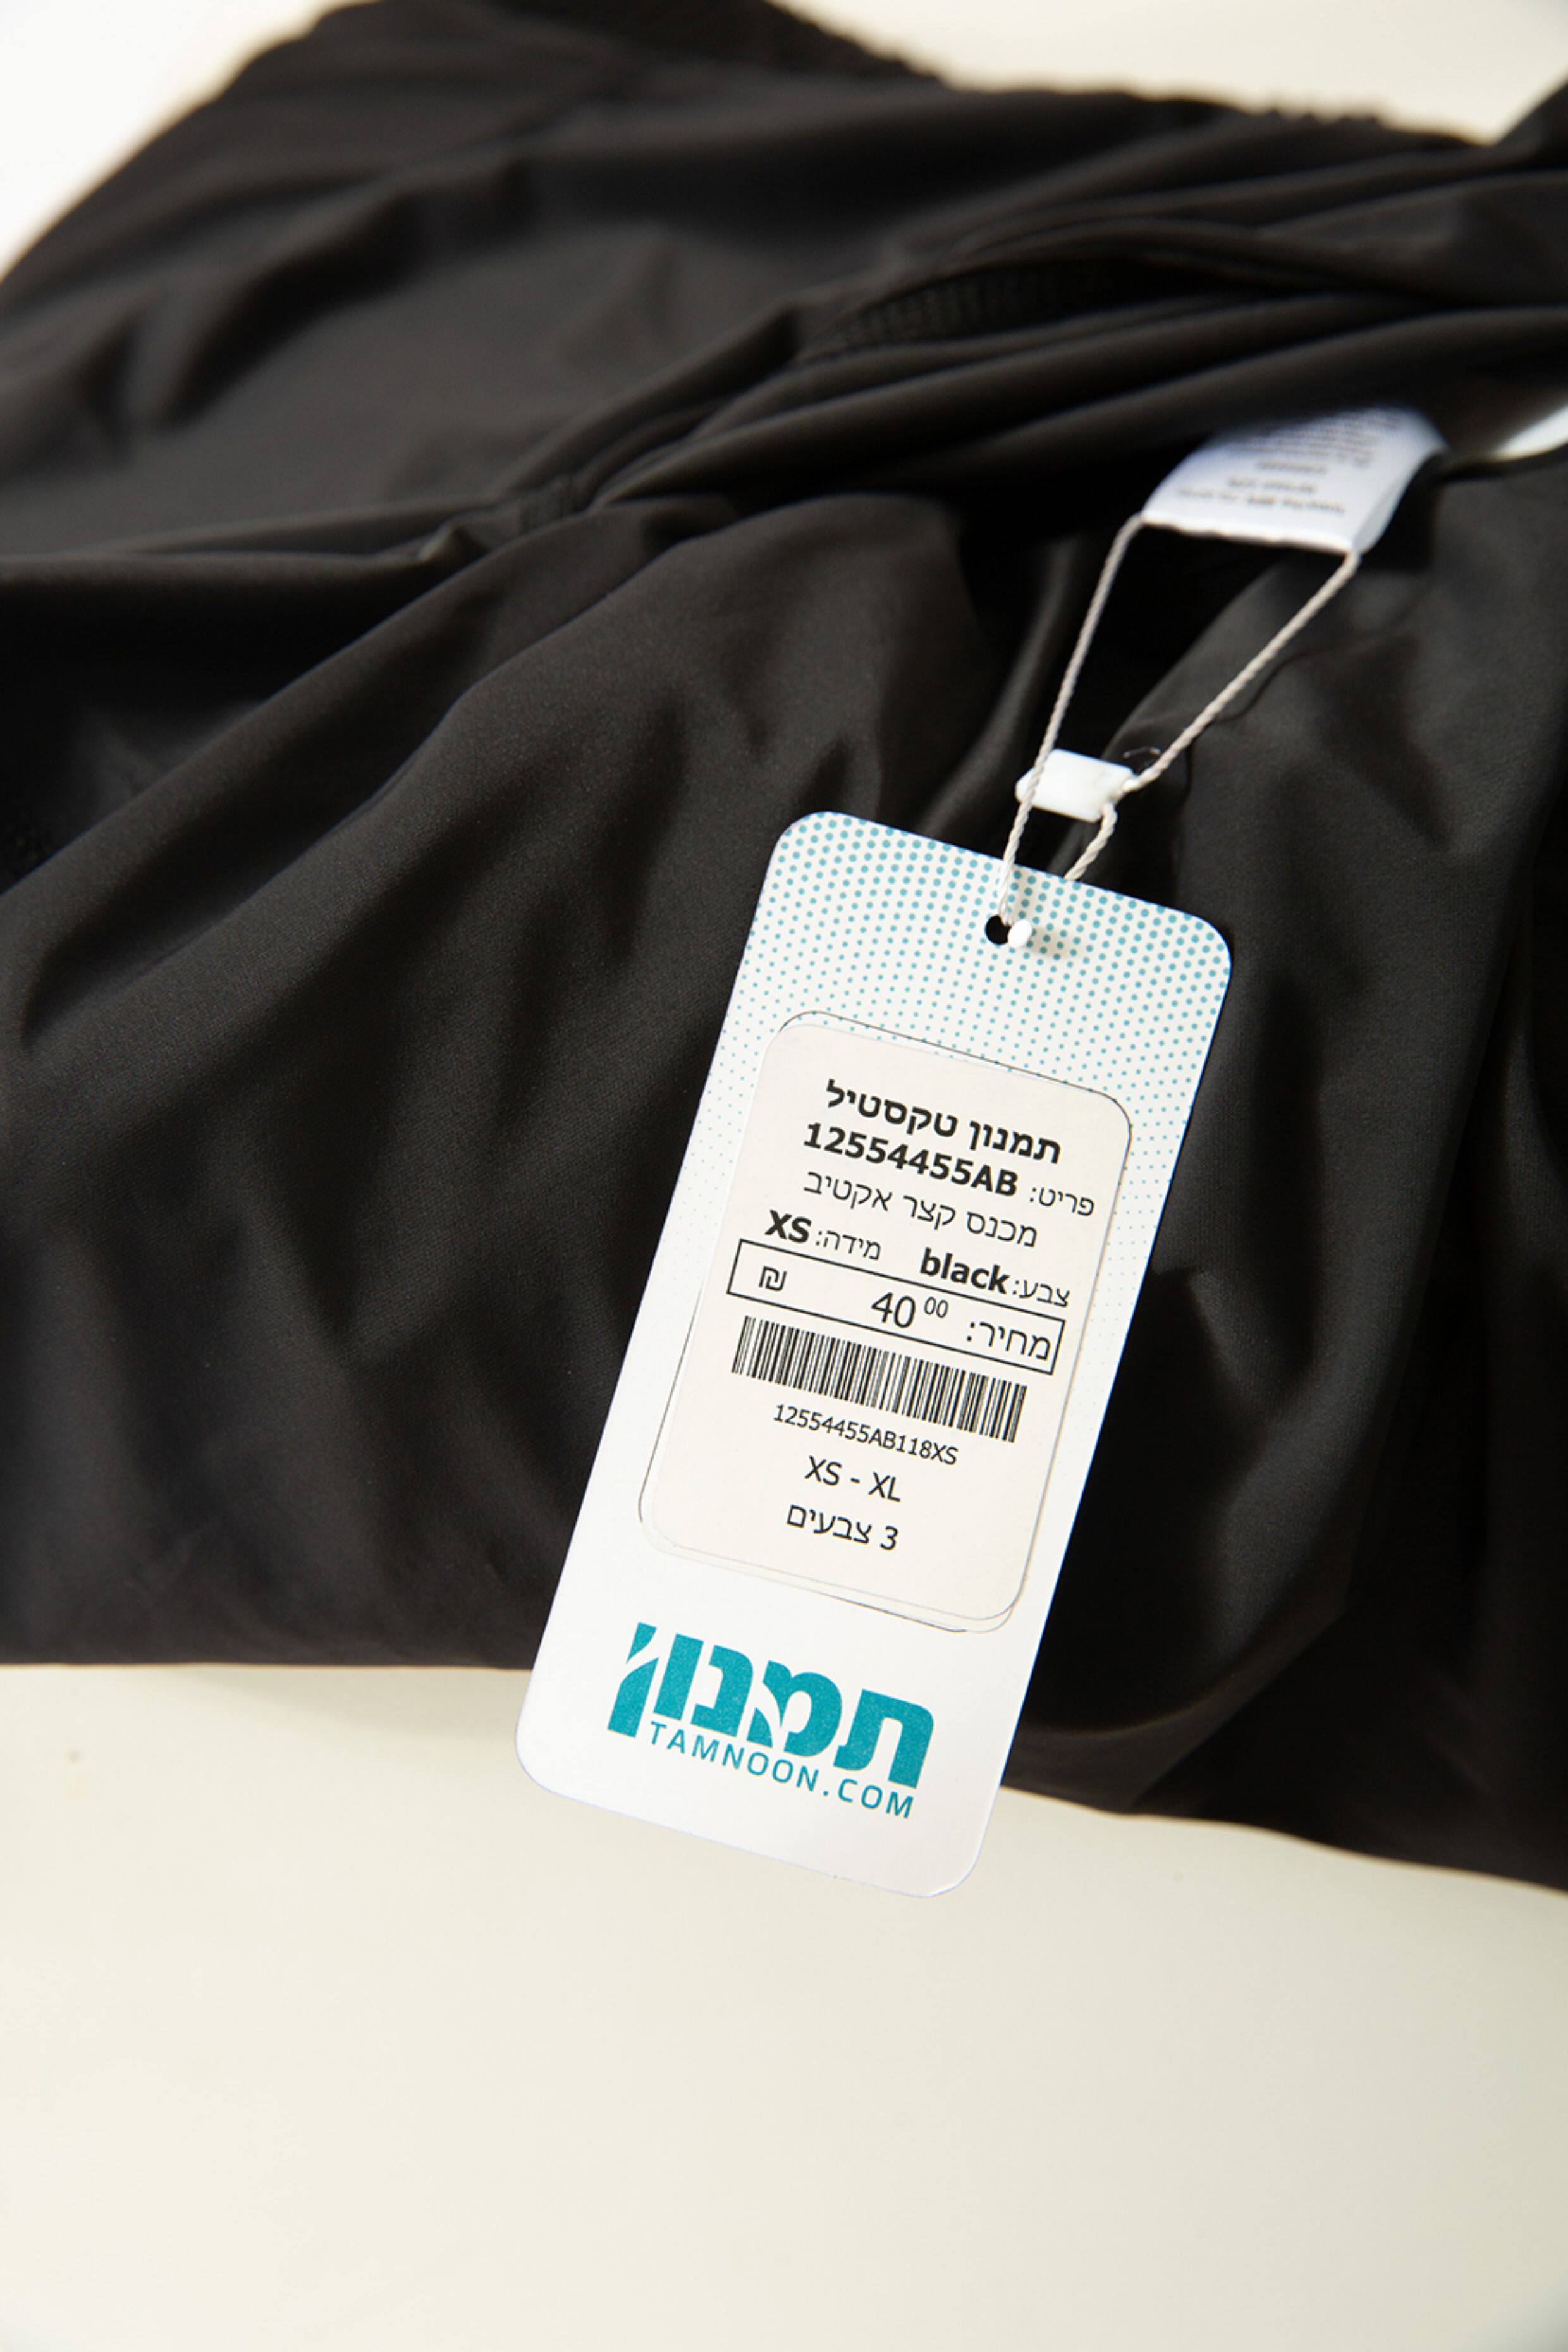 תמנון טקסטיל
פריט: 12554455AB
מכנס קצר אקטיב
צבע: black מידה: XS
מחיר: 40 00 ₪
12554455AB118XS
XS - XL
3 צבעים
תמנון
TAMNOON.COM